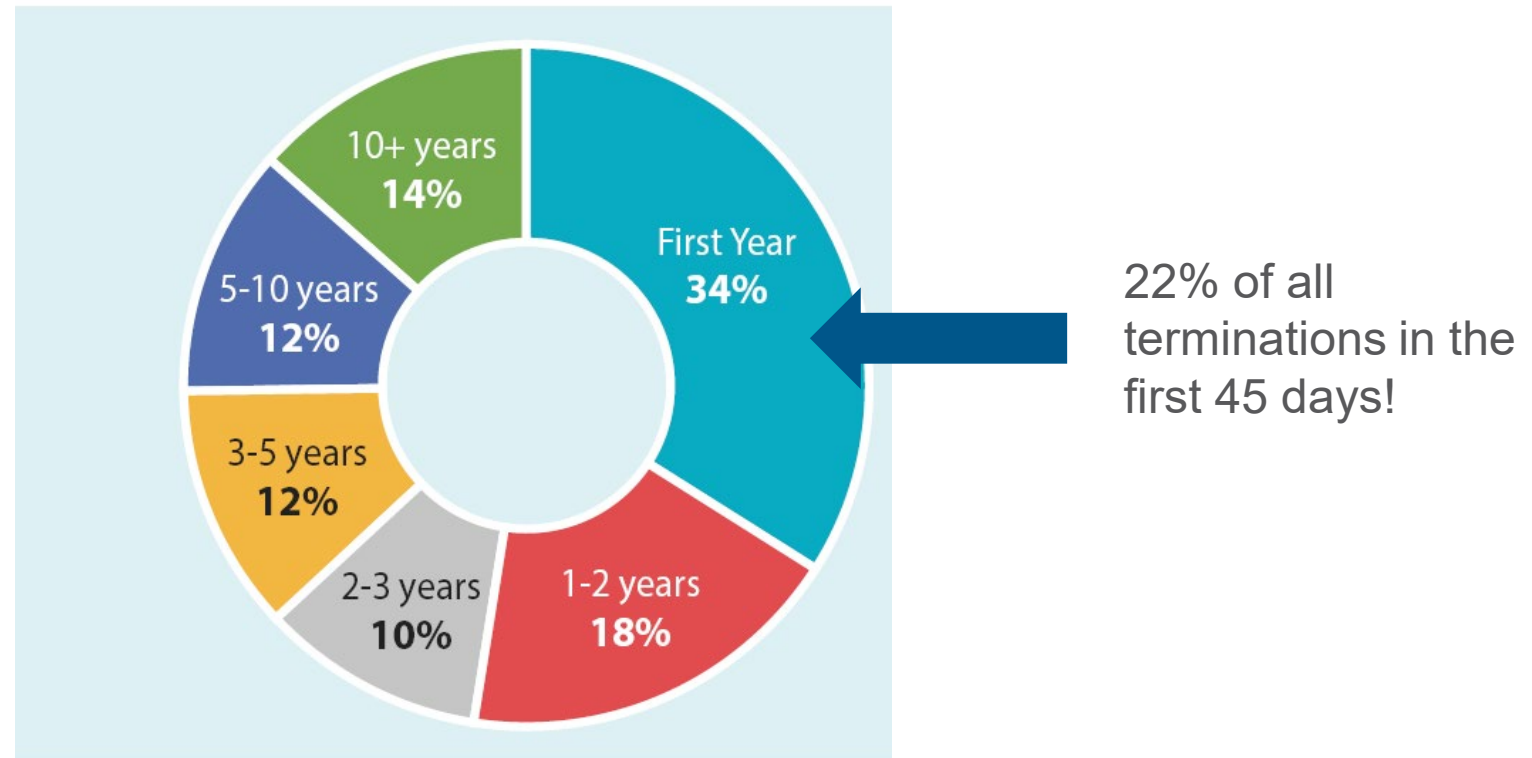 First Year
34%
1-2 years
18%
2-3 years
10%
3-5 years
12%
5-10 years
12%
10+ years
14%
22% of all
terminations in the
first 45 days!